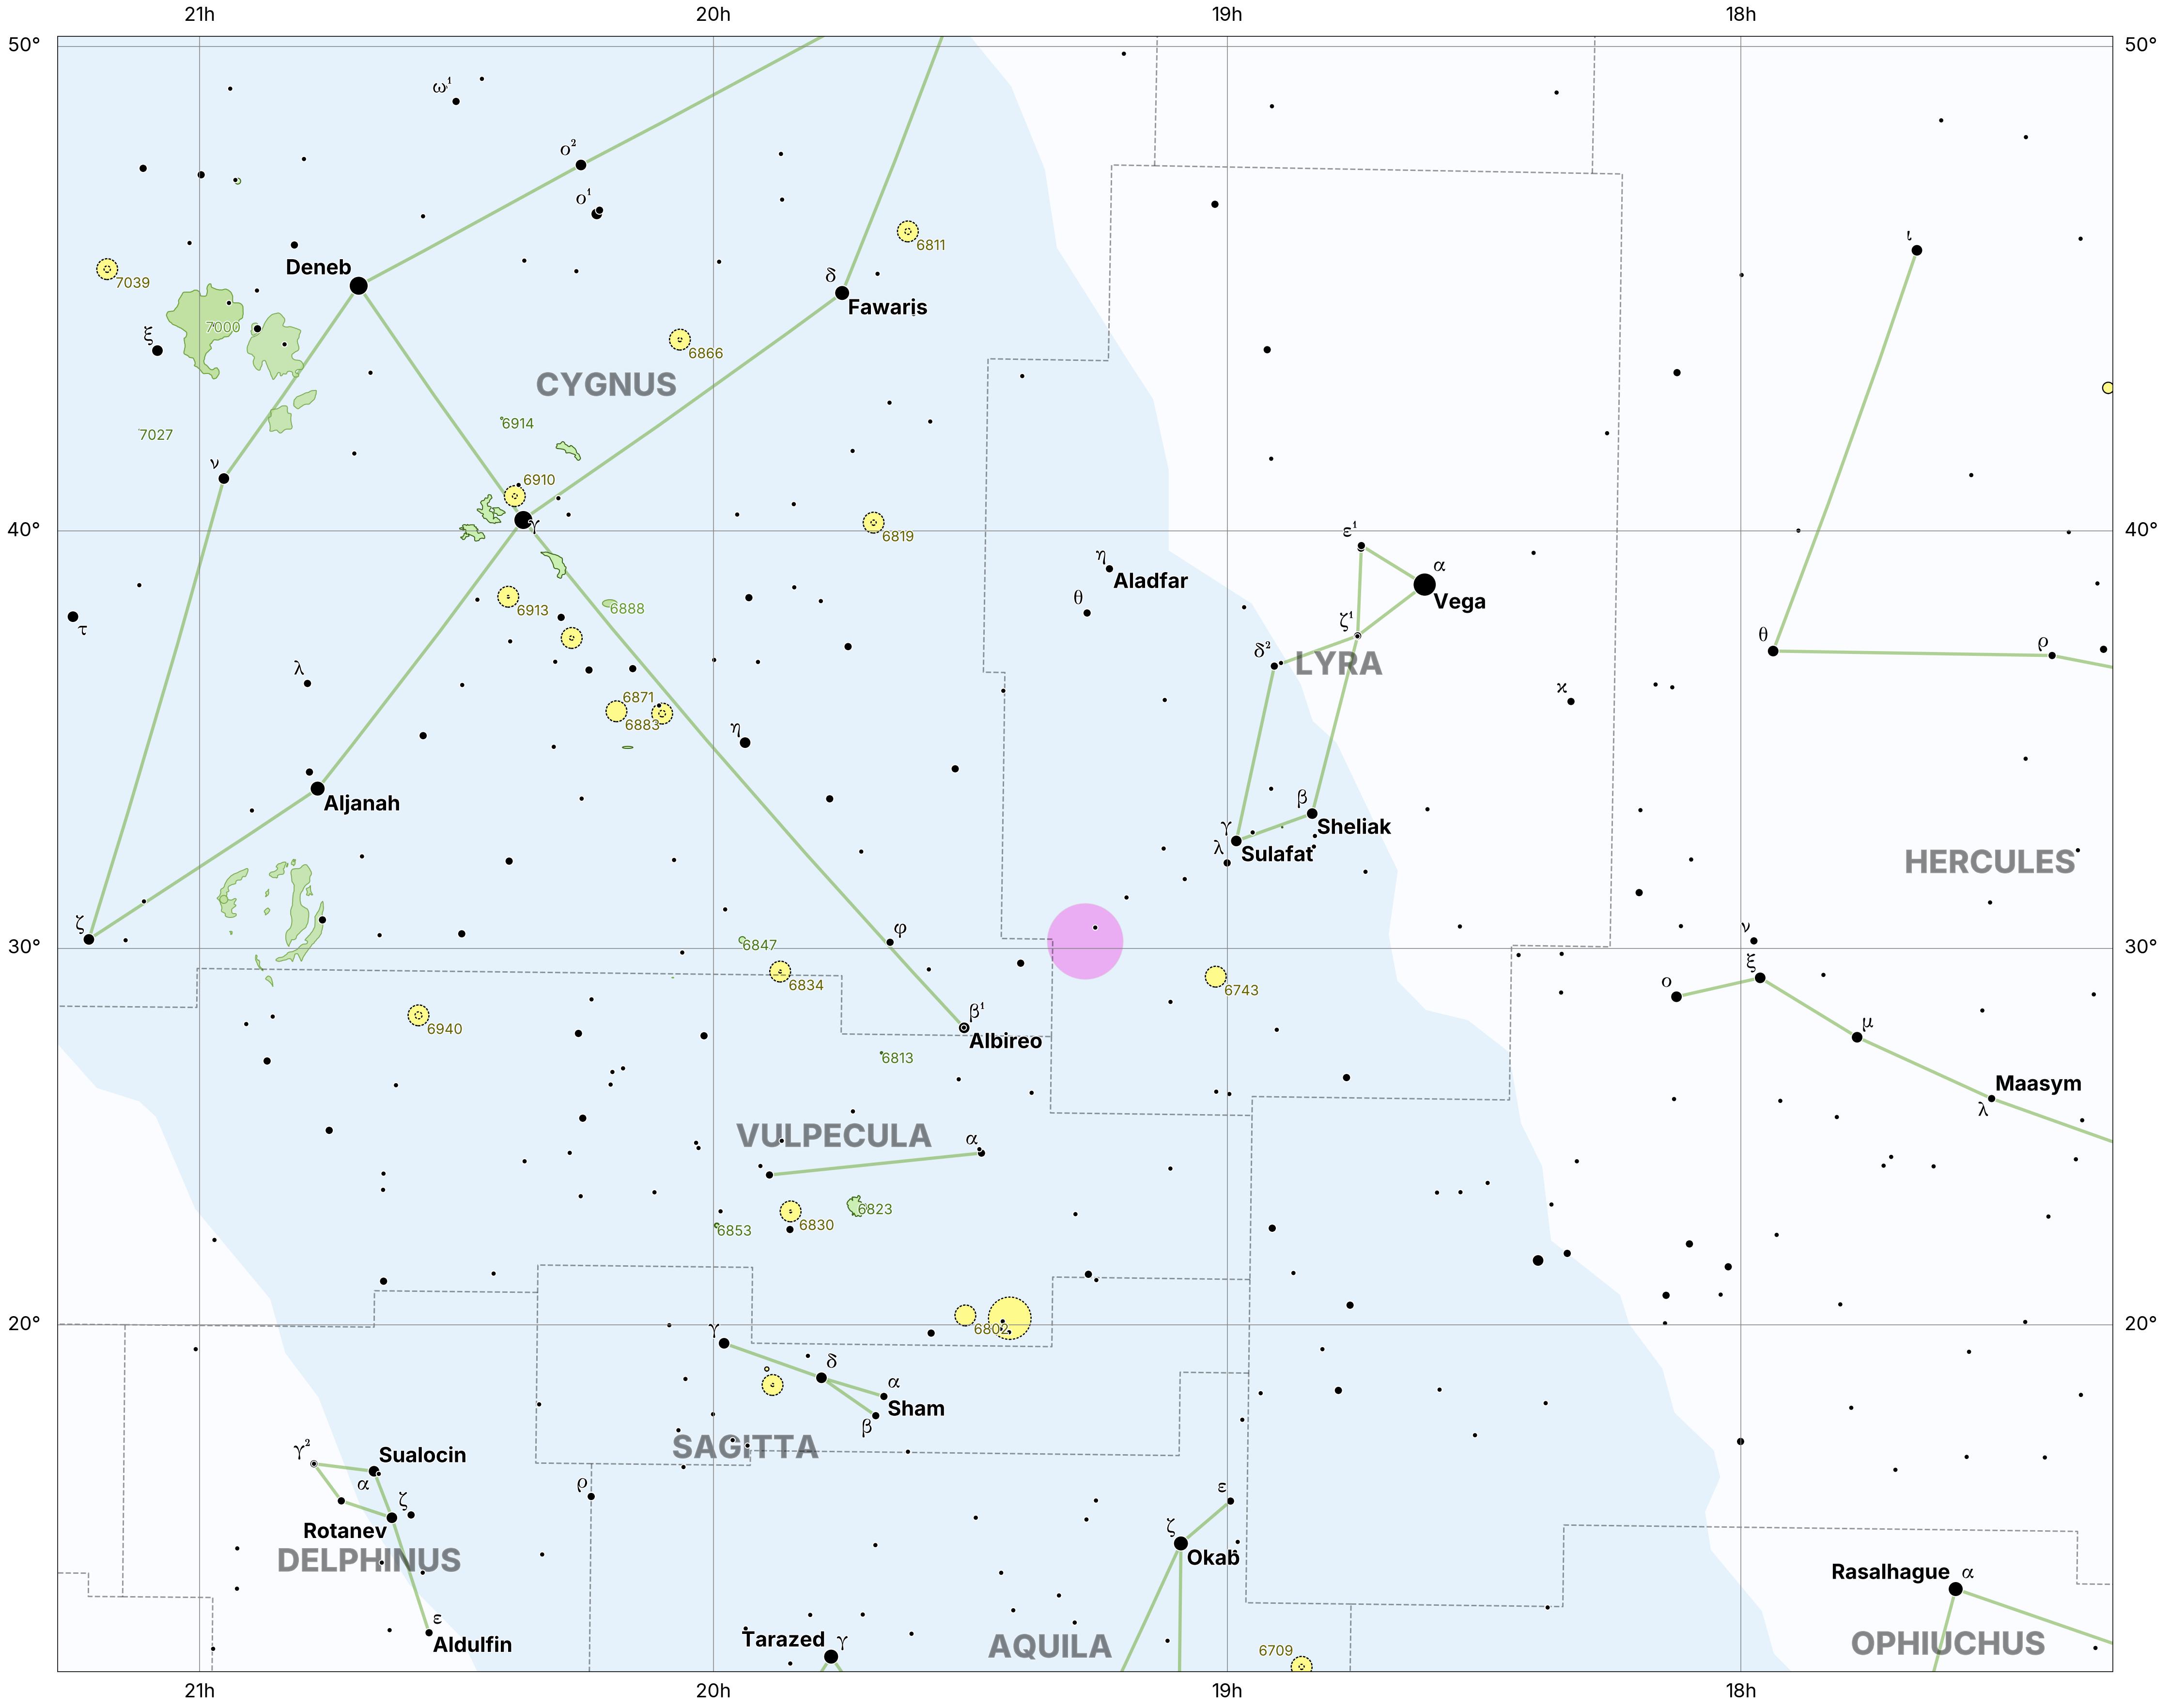 21h 20h 19h 18h
50° 50°
ω¹
ο²
ο¹
ι
6811
Deneb
7039
δ
Fawaris
7000
ξ
6866
CYGNUS
6914
7027
ν
6910
γ
40° 40°
6819
ε¹
η
Aladfar
α
Vega
θ
6913
6888
τ
ζ¹
θ
ρ
δ²
LYRA
λ
ϰ
6871
6883
η
Aljanah
β
Sheliak
γ
Sulafat
λ
HERCULES
ζ
φ
ν
6847
30° 30°
ξ
ο
6834
6743
β¹
Albireo
μ
6940
6813
Maasym
λ
VULPECULA
α
6823
6830
6853
20° 20°
6802
γ
δ
α
Sham
β
SAGITTA
γ²
Sualocin
α
ρ
ε
ζ
Rotanev
ζ
Okab
DELPHINUS
Rasalhague α
ε
Aldulfin
Tarazed γ
AQUILA
6709
OPHIUCHUS
21h 20h 19h 18h